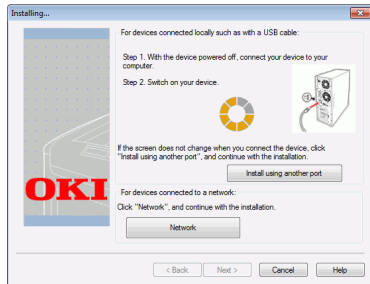 Installing...
For devices connected locally such as with a USB cable:
Step 1. With the device powered off, connect your device to your
computer.
Step 2. Switch on your device.
If the screen does not change when you connect the device, click
"Install using another port", and continue with the installation.
Install using another port
OKI
For devices connected to a network:
Click "Network", and continue with the installation.
Network
< Back Next > Cancel Help